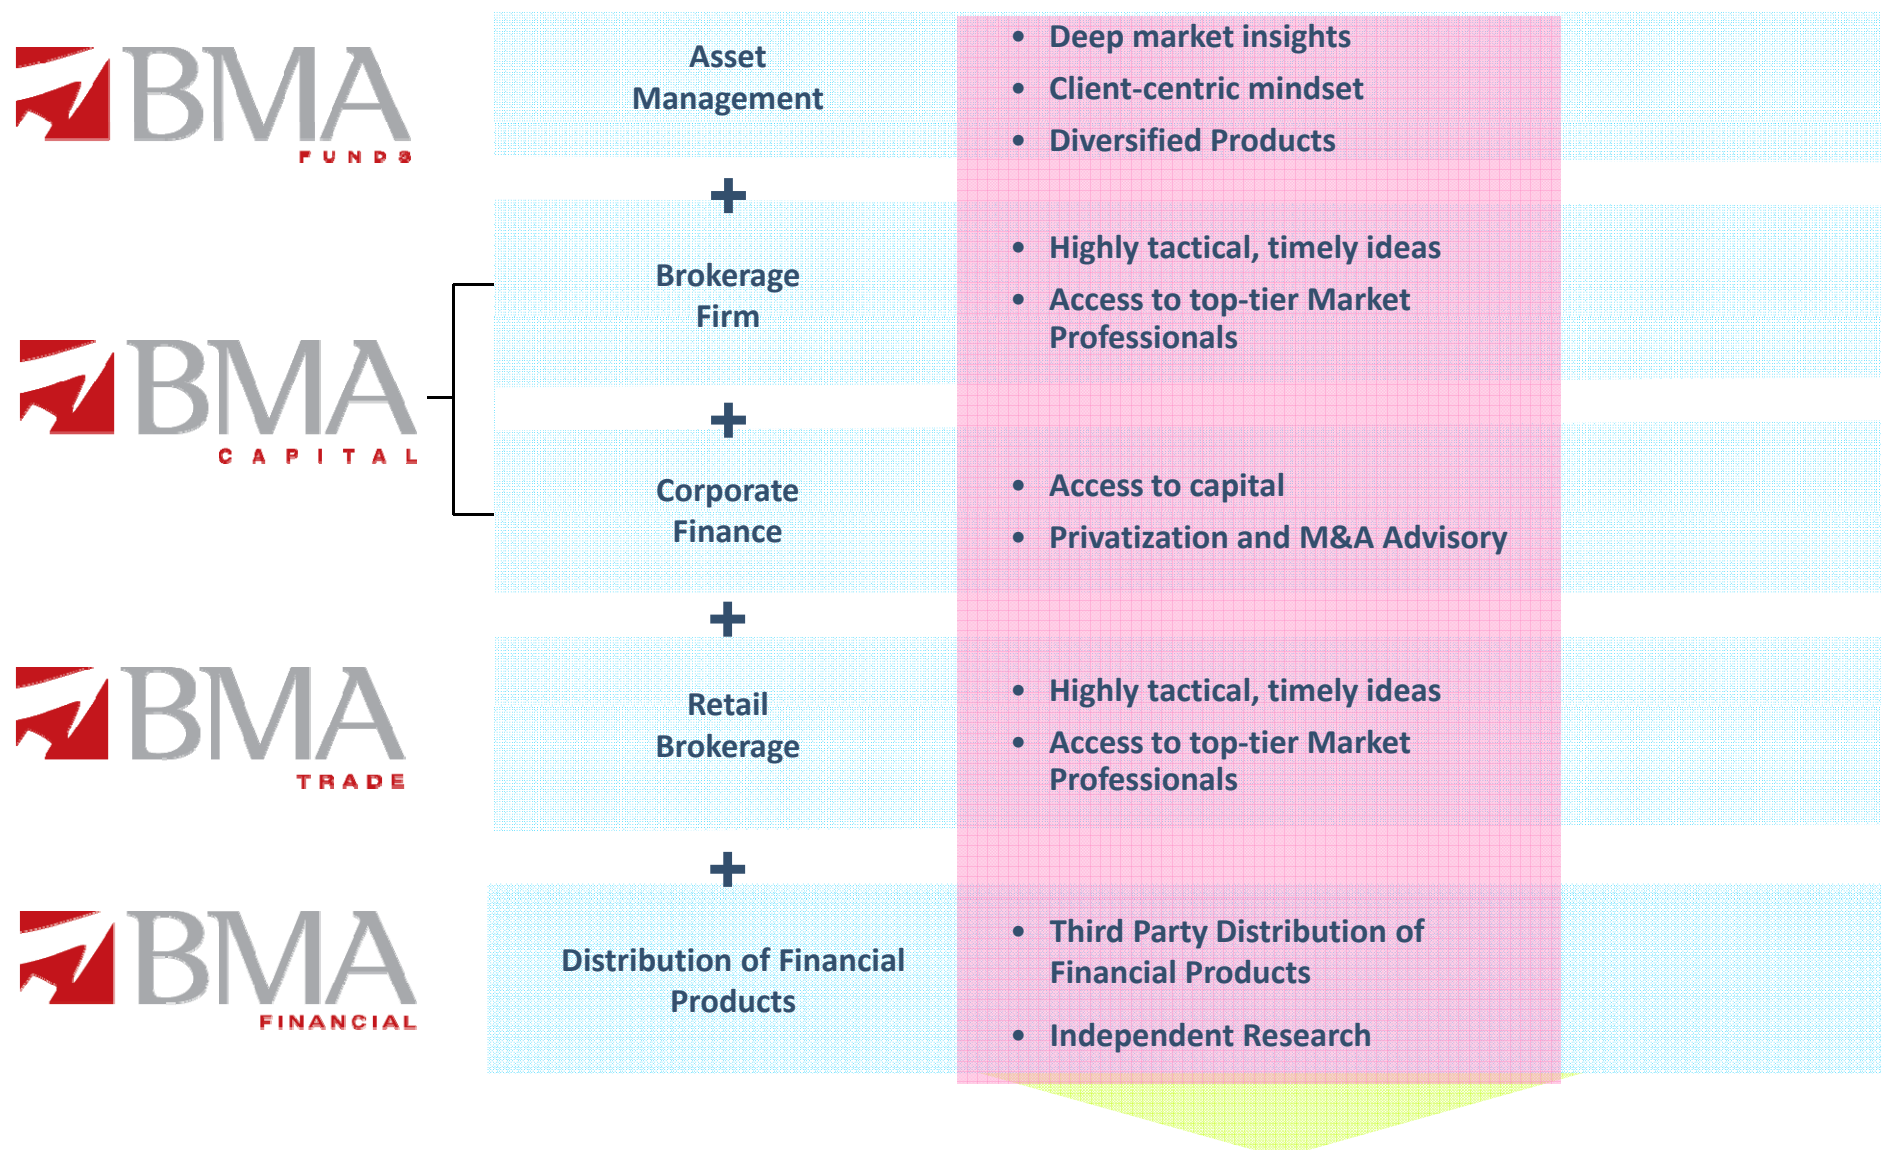 BMA
FUNDS
Asset
Management
• Deep market insights
• Client-centric mindset
• Diversified Products
+
BMA
CAPITAL
Brokerage
Firm
• Highly tactical, timely ideas
• Access to top-tier Market
Professionals
+
Corporate
Finance
• Access to capital
• Privatization and M&A Advisory
+
BMA
TRADE
Retail
Brokerage
• Highly tactical, timely ideas
• Access to top-tier Market
Professionals
+
BMA
FINANCIAL
Distribution of Financial
Products
• Third Party Distribution of
Financial Products
• Independent Research